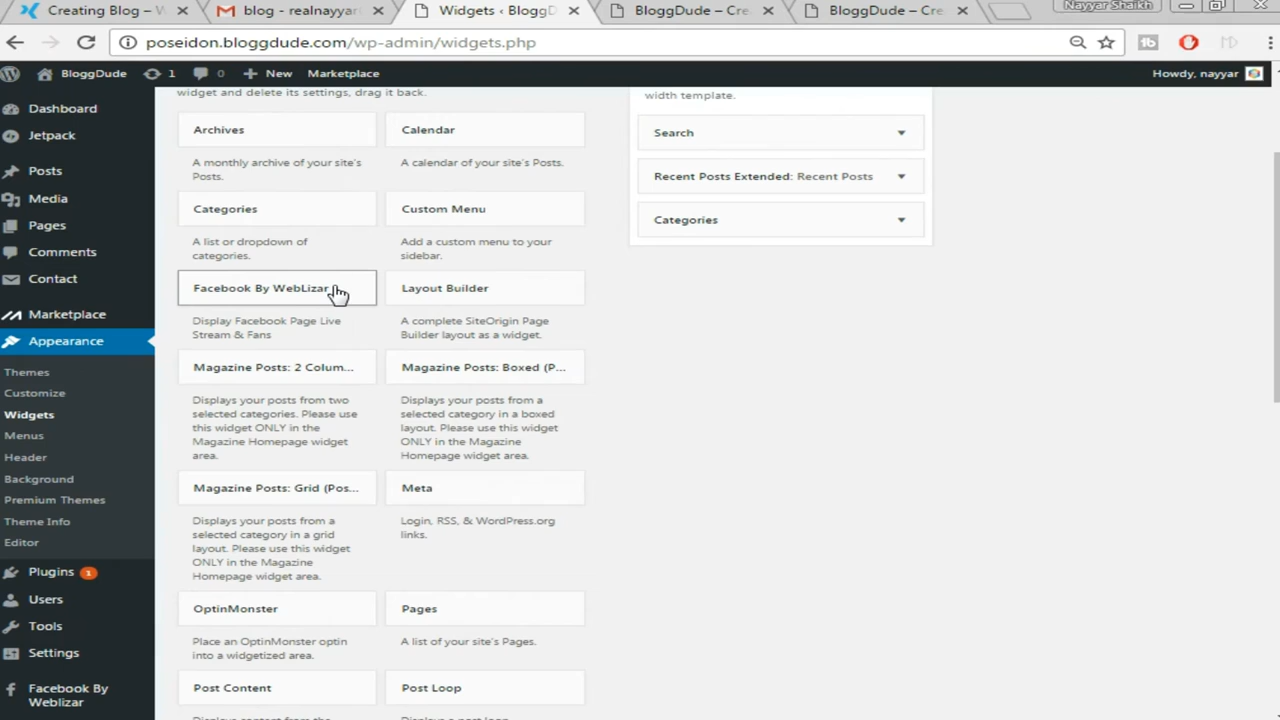 Creating Blog – W
blog - realnayyar
Widgets ‹ BloggD
BloggDude – Cre
BloggDude – Cre
Nayyar Shaikh
poseidon.bloggdude.com/wp-admin/widgets.php
BloggDude
1
0
New
Marketplace
Howdy, nayyar
Dashboard
Jetpack
Posts
Media
Pages
Comments
Contact
Marketplace
Appearance
Themes
Customize
Widgets
Menus
Header
Background
Premium Themes
Theme Info
Editor
Plugins 1
Users
Tools
Settings
Facebook By
Weblizar
widget and delete its settings, drag it back.
Archives
A monthly archive of your site's
Posts.
Calendar
A calendar of your site's Posts.
Categories
A list or dropdown of
categories.
Custom Menu
Add a custom menu to your
sidebar.
Facebook By WebLizar
Display Facebook Page Live
Stream & Fans
Layout Builder
A complete SiteOrigin Page
Builder layout as a widget.
Magazine Posts: 2 Colum...
Displays your posts from two
selected categories. Please use
this widget ONLY in the
Magazine Homepage widget
area.
Magazine Posts: Boxed (P...
Displays your posts from a
selected category in a boxed
layout. Please use this widget
ONLY in the Magazine
Homepage widget area.
Magazine Posts: Grid (Pos...
Displays your posts from a
selected category in a grid
layout. Please use this widget
ONLY in the Magazine
Homepage widget area.
Meta
Login, RSS, & WordPress.org
links.
OptinMonster
Place an OptinMonster optin
into a widgetized area.
Pages
A list of your site's Pages.
Post Content
Displays content from the
Post Loop
Displays a post loop.
width template.
Search
Recent Posts Extended: Recent Posts
Categories